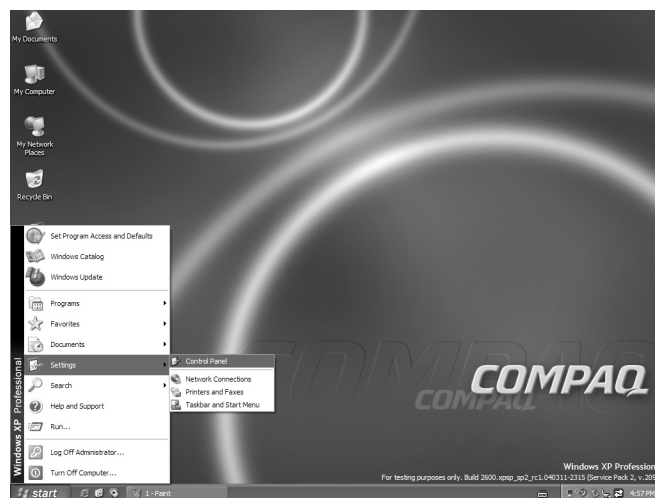 My Documents
My Computer
My Network
Places
Recycle Bin
Set Program Access and Defaults
Windows Catalog
Windows Update
Programs
Favorites
Documents
Settings
Search
Help and Support
Run...
Log Off Administrator...
Turn Off Computer...
Windows XP Professional
Control Panel
Network Connections
Printers and Faxes
Taskbar and Start Menu
COMPAQ
COMPAQ
COMPAQ
Windows XP Profession
For testing purposes only. Build 2600.xpsp_sp2_rc1.040311-2315 (Service Pack 2, v.209
start
1 - Paint
4:57 PM